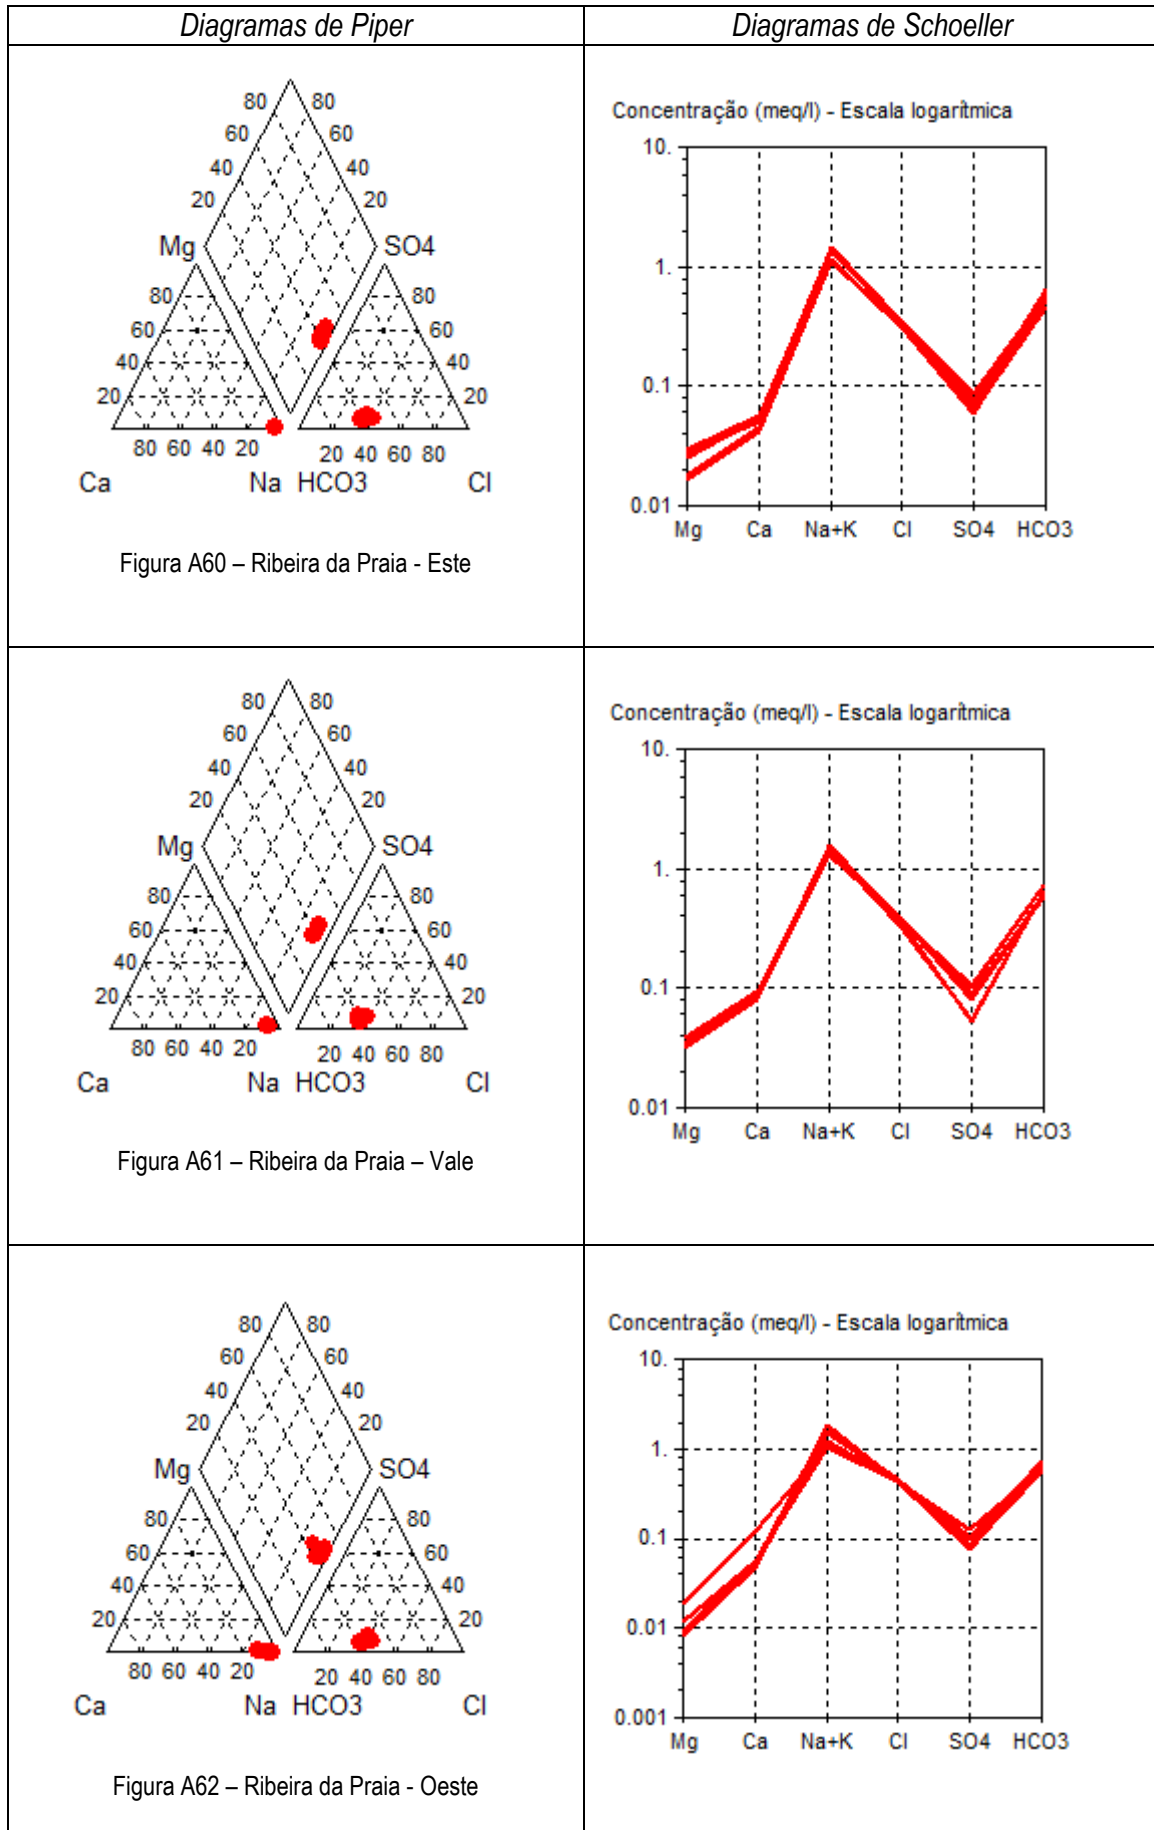 Diagramas de Piper
Diagramas de Schoeller
80 80
60 60
40 40
20 20
Mg SO4
80 80
60 60
40 40
20 20
80 60 40 20 20 40 60 80
Ca Na HCO3 Cl
Figura A60 – Ribeira da Praia - Este
Concentração (meq/l) - Escala logarítmica
10.
1.
0.1
0.01
Mg Ca Na+K Cl SO4 HCO3
80 80
60 60
40 40
20 20
Mg SO4
80 80
60 60
40 40
20 20
80 60 40 20 20 40 60 80
Ca Na HCO3 Cl
Figura A61 – Ribeira da Praia – Vale
Concentração (meq/l) - Escala logarítmica
10.
1.
0.1
0.01
Mg Ca Na+K Cl SO4 HCO3
80 80
60 60
40 40
20 20
Mg SO4
80 80
60 60
40 40
20 20
80 60 40 20 20 40 60 80
Ca Na HCO3 Cl
Figura A62 – Ribeira da Praia - Oeste
Concentração (meq/l) - Escala logarítmica
10.
1.
0.1
0.01
0.001
Mg Ca Na+K Cl SO4 HCO3